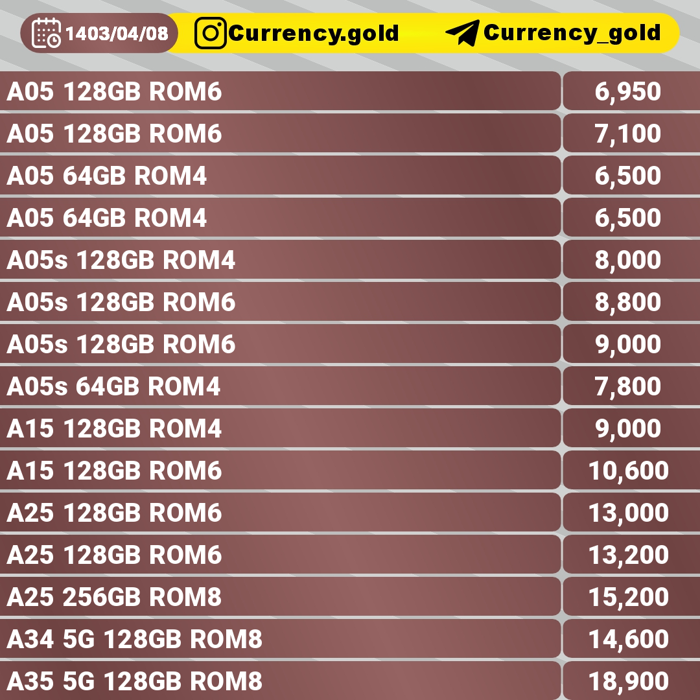 1403/04/08 Currency.gold Currency_gold
A05 128GB ROM6 6,950
A05 128GB ROM6 7,100
A05 64GB ROM4 6,500
A05 64GB ROM4 6,500
A05s 128GB ROM4 8,000
A05s 128GB ROM6 8,800
A05s 128GB ROM6 9,000
A05s 64GB ROM4 7,800
A15 128GB ROM4 9,000
A15 128GB ROM6 10,600
A25 128GB ROM6 13,000
A25 128GB ROM6 13,200
A25 256GB ROM8 15,200
A34 5G 128GB ROM8 14,600
A35 5G 128GB ROM8 18,900